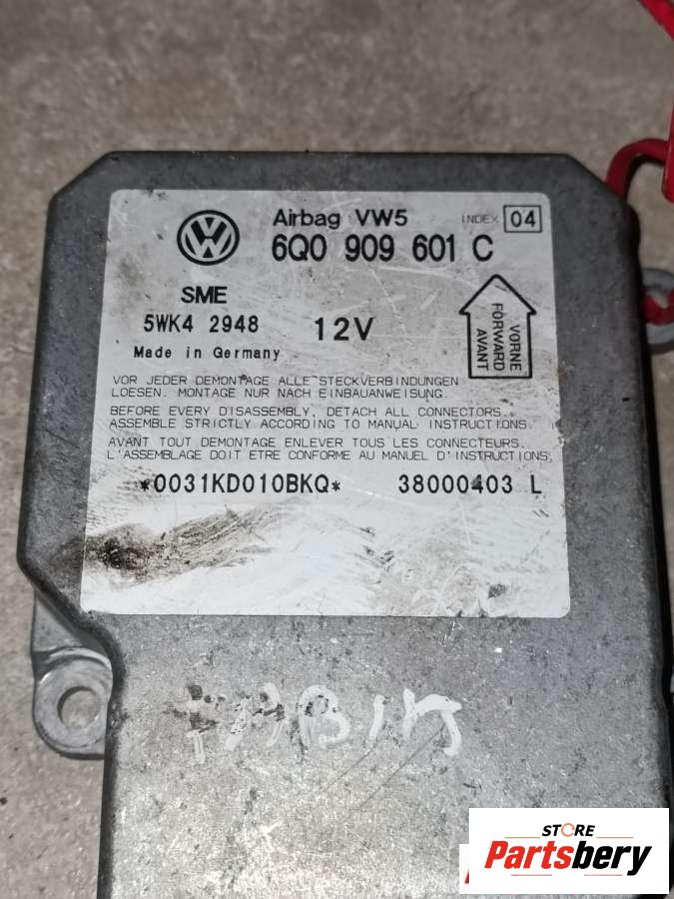 Airbag VW5 INDEX 04
6Q0 909 601 C
SME
5WK4 2948 12V
Made in Germany
VORNE
FORWARD
AVANT
VOR JEDER DEMONTAGE ALLE STECKVERBINDUNGEN
LOESEN. MONTAGE NUR NACH EINBAUANWEISUNG.
BEFORE EVERY DISASSEMBLY, DETACH ALL CONNECTORS.
ASSEMBLE STRICTLY ACCORDING TO MANUAL INSTRUCTIONS.
AVANT TOUT DEMONTAGE ENLEVER TOUS LES CONNECTEURS.
L'ASSEMBLAGE DOIT ETRE CONFORME AU MANUEL D'INSTRUCTIONS.
*0031KD010BKQ* 38000403 L
STORE
Partsbery